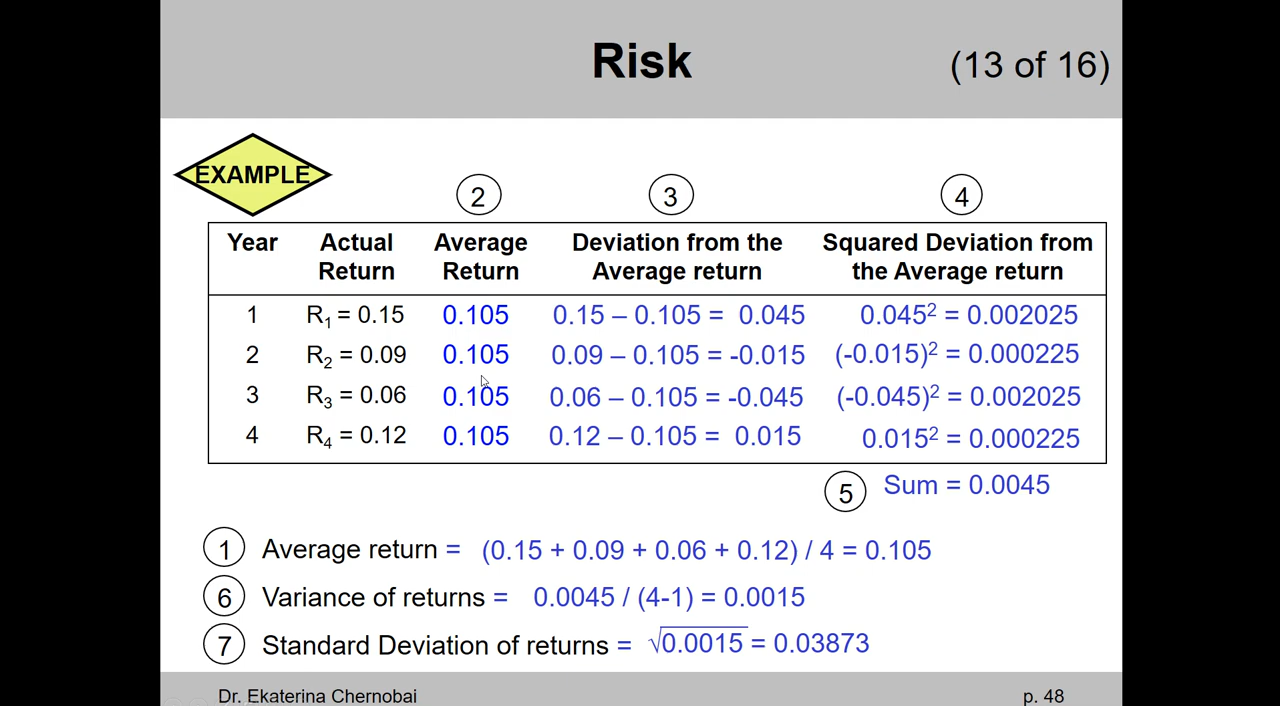 Risk
(13 of 16)
EXAMPLE
2 3 4
Year Actual Return Average Return Deviation from the Average return Squared Deviation from the Average return
1 R₁ = 0.15 0.105 0.15 – 0.105 = 0.045 0.045² = 0.002025
2 R₂ = 0.09 0.105 0.09 – 0.105 = -0.015 (-0.015)² = 0.000225
3 R₃ = 0.06 0.105 0.06 – 0.105 = -0.045 (-0.045)² = 0.002025
4 R₄ = 0.12 0.105 0.12 – 0.105 = 0.015 0.015² = 0.000225
5 Sum = 0.0045
1 Average return = (0.15 + 0.09 + 0.06 + 0.12) / 4 = 0.105
6 Variance of returns = 0.0045 / (4-1) = 0.0015
7 Standard Deviation of returns = √0.0015 = 0.03873
Dr. Ekaterina Chernobai p. 48